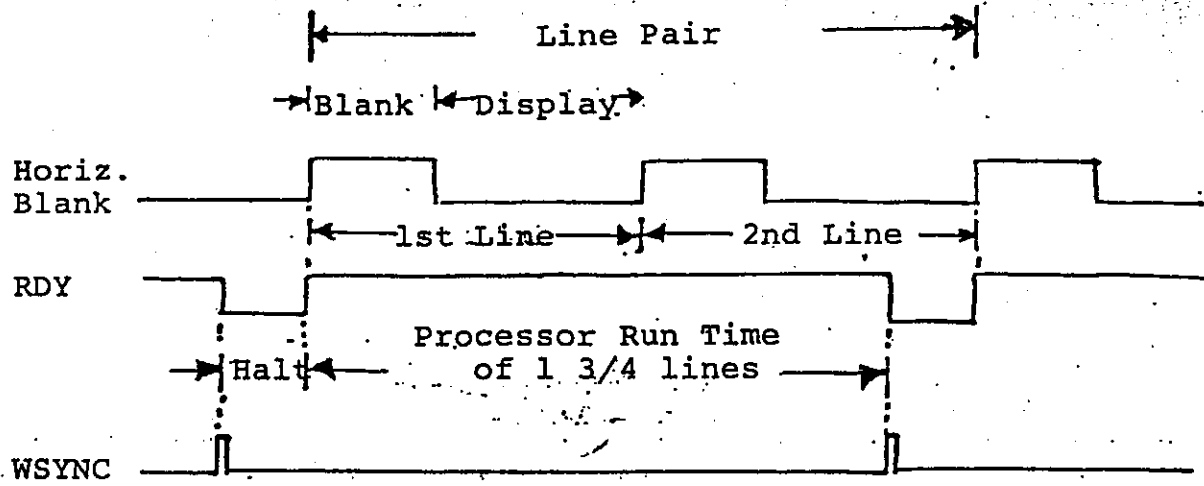 Line Pair
Blank Display
Horiz.
Blank
1st Line 2nd Line
RDY
Processor Run Time
Halt of 1 3/4 lines
WSYNC